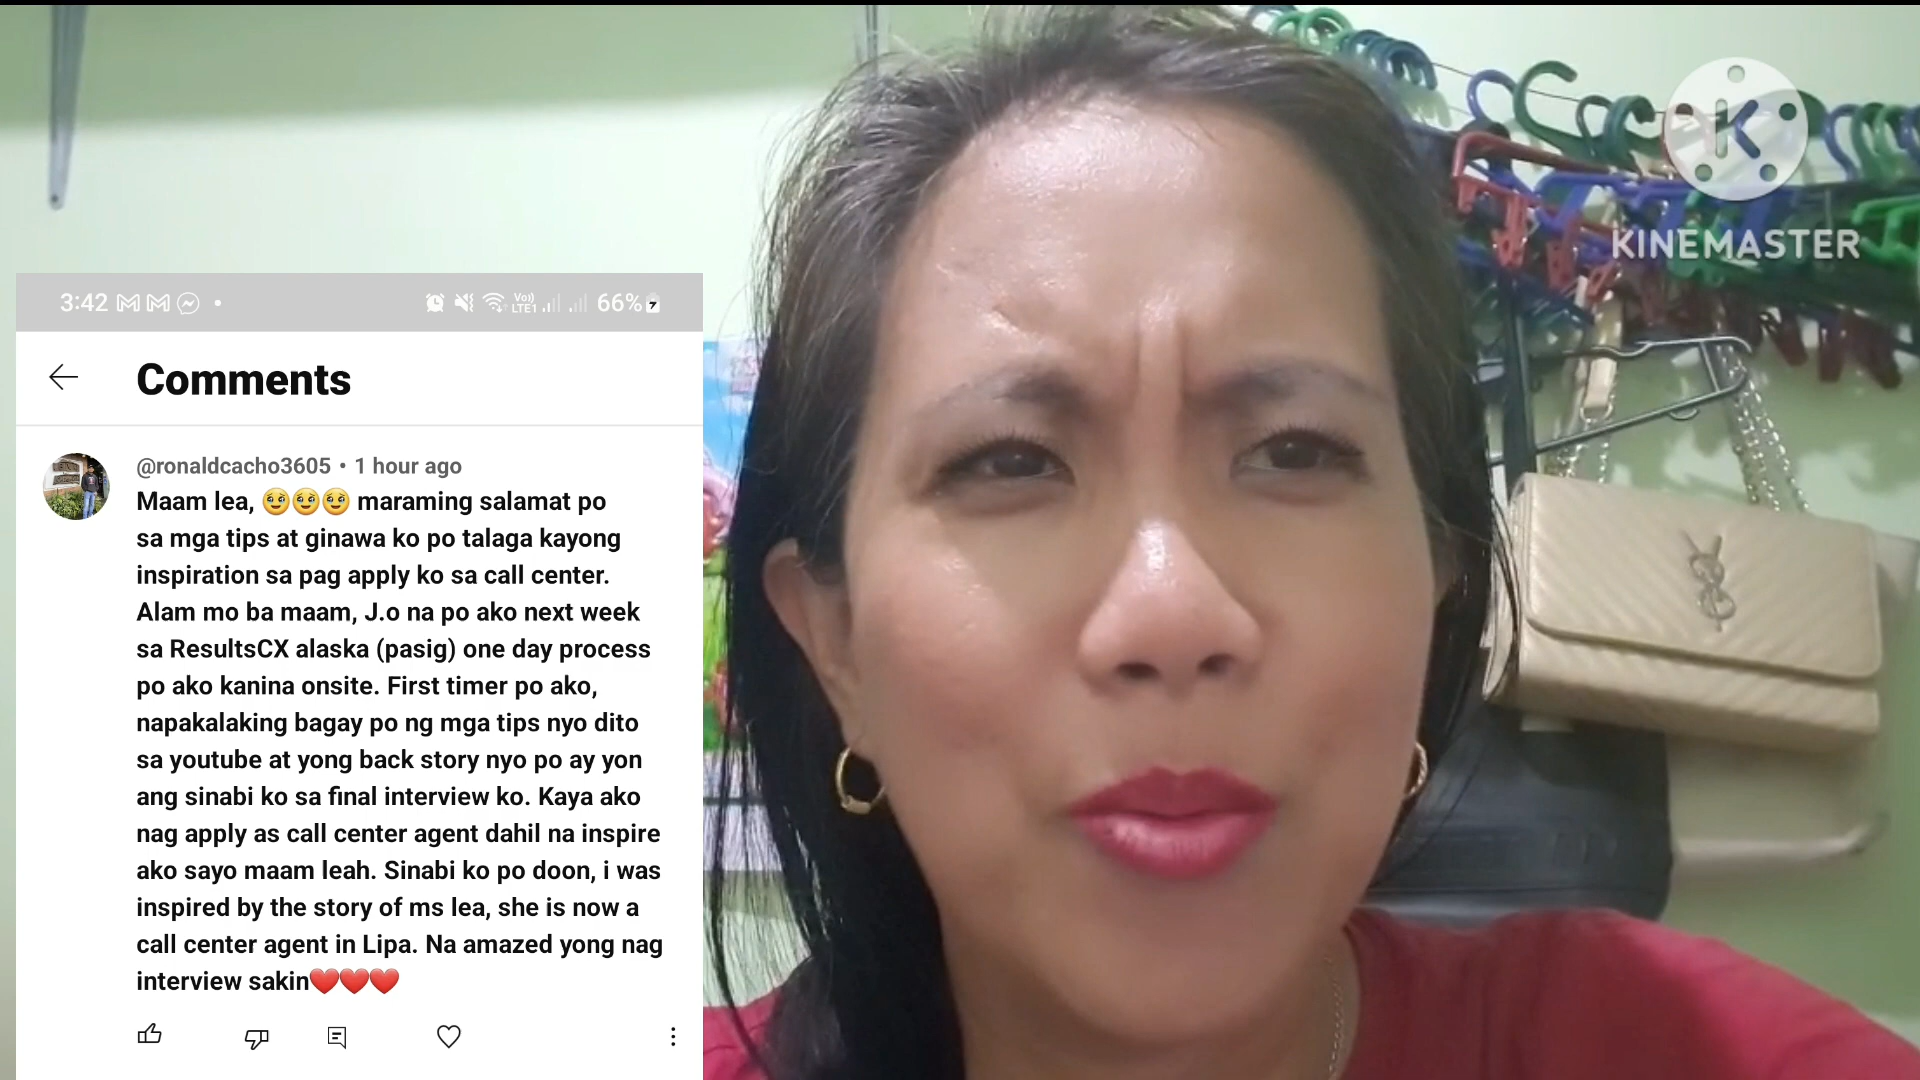 3:42
Vo))
LTE1
66%
Comments
@ronaldcacho3605 • 1 hour ago
Maam lea, 🥹🥹🥹 maraming salamat po
sa mga tips at ginawa ko po talaga kayong
inspiration sa pag apply ko sa call center.
Alam mo ba maam, J.o na po ako next week
sa ResultsCX alaska (pasig) one day process
po ako kanina onsite. First timer po ako,
napakalaking bagay po ng mga tips nyo dito
sa youtube at yong back story nyo po ay yon
ang sinabi ko sa final interview ko. Kaya ako
nag apply as call center agent dahil na inspire
ako sayo maam leah. Sinabi ko po doon, i was
inspired by the story of ms lea, she is now a
call center agent in Lipa. Na amazed yong nag
interview sakin❤️❤️❤️
K
KINEMASTER